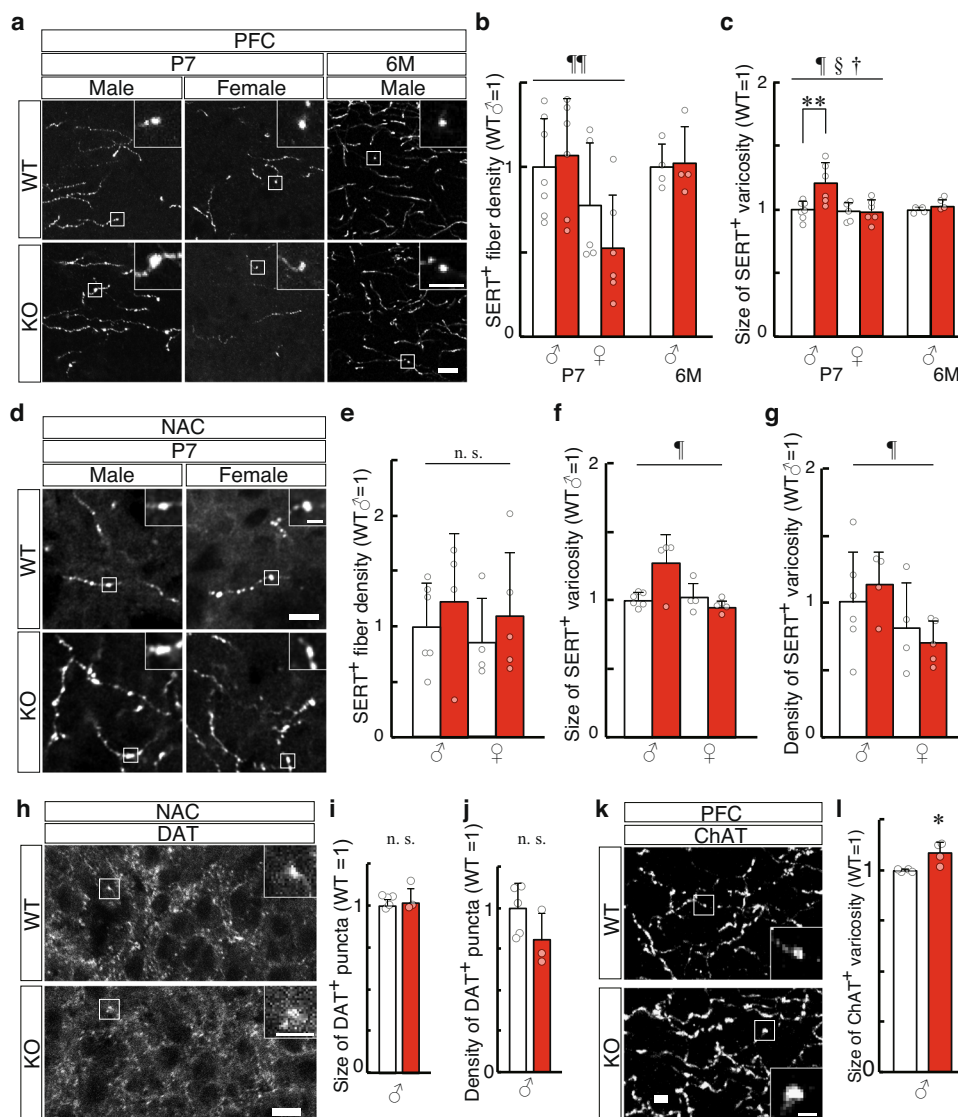 a
PFC
P7 6M
Male Female Male
WT
KO
b
¶¶
SERT+ fiber density (WT♂=1)
1
0
♂ ♀ ♂
P7 6M
c
¶ § †
**
Size of SERT+ varicosity (WT=1)
2
1
0
♂ ♀ ♂
P7 6M
d
NAC
P7
Male Female
WT
KO
e
n. s.
SERT+ fiber density (WT♂=1)
2
1
0
♂ ♀
f
¶
Size of SERT+ varicosity (WT♂=1)
2
1
0
♂ ♀
g
¶
Density of SERT+ varicosity (WT♂=1)
2
1
0
♂ ♀
h
NAC
DAT
WT
KO
i
n. s.
Size of DAT+ puncta (WT =1)
1
0
♂
j
n. s.
Density of DAT+ puncta (WT =1)
1
0
♂
k
PFC
ChAT
WT
KO
l
*
Size of ChAT+ varicosity (WT=1)
1
0
♂